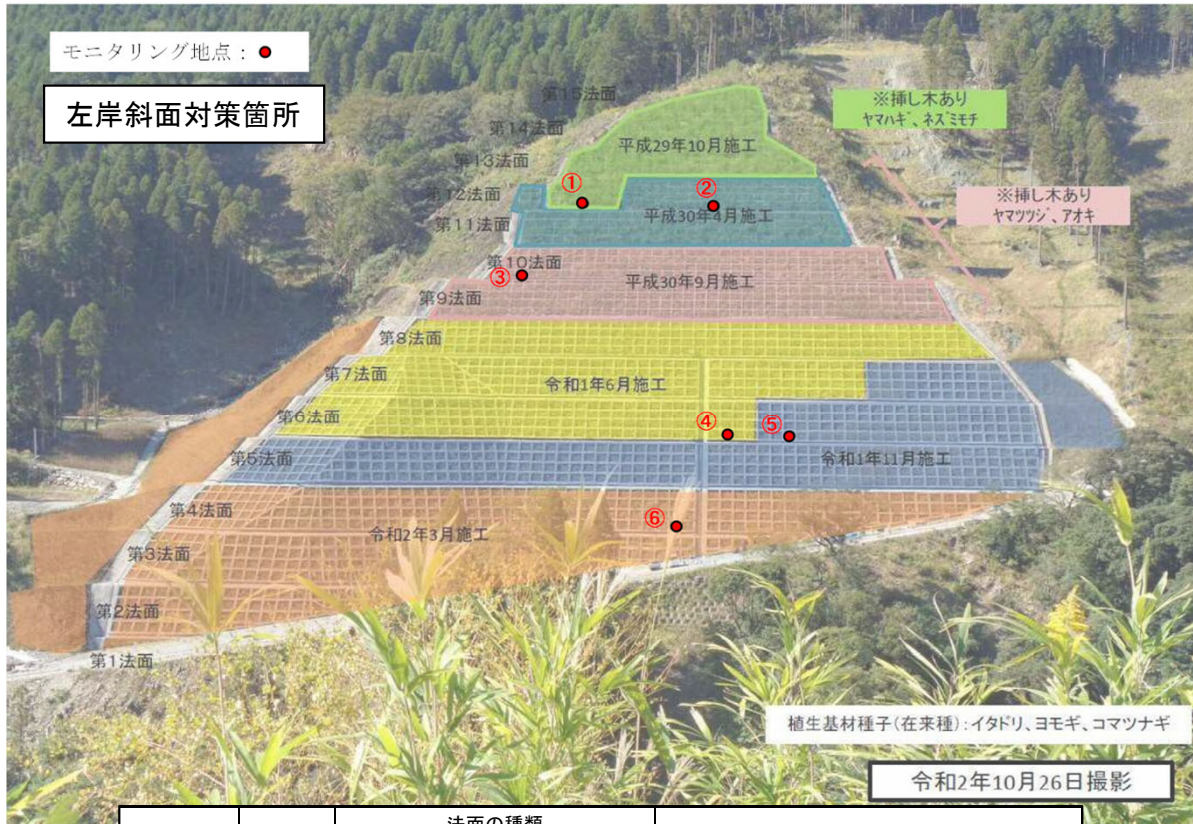 モニタリング地点：
左岸斜面対策箇所
※挿し木あり
ヤマハギ、ネズミモチ
※挿し木あり
ヤマツツジ、アオキ
第15法面
第14法面
第13法面
第12法面
第11法面
第10法面
第9法面
第8法面
第7法面
第6法面
第5法面
第4法面
第3法面
第2法面
第1法面
平成29年10月施工
①
②
平成30年4月施工
③
平成30年9月施工
令和1年6月施工
④
⑤
令和1年11月施工
⑥
令和2年3月施工
植生基材種子(在来種):イタドリ、ヨモギ、コマツナギ
令和2年10月26日撮影
法面の種類